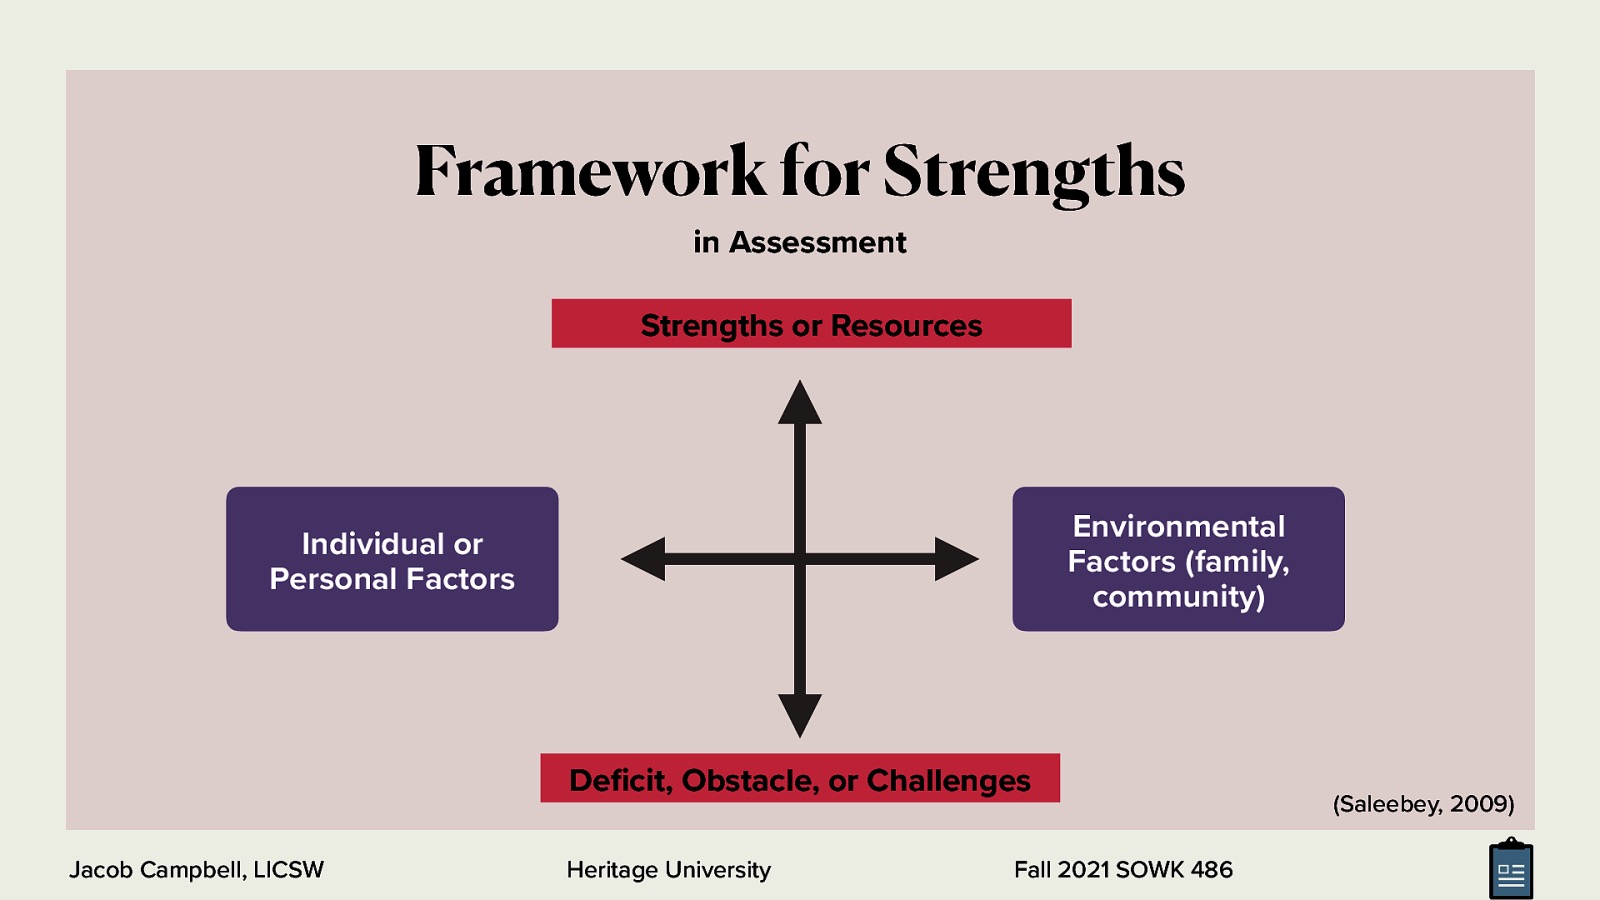 Framework for Strengths
in Assessment
Strengths or Resources
Individual or
Personal Factors
Environmental
Factors (family,
community)
Deficit, Obstacle, or Challenges
(Saleebey, 2009)
Jacob Campbell, LICSW
Heritage University
Fall 2021 SOWK 486